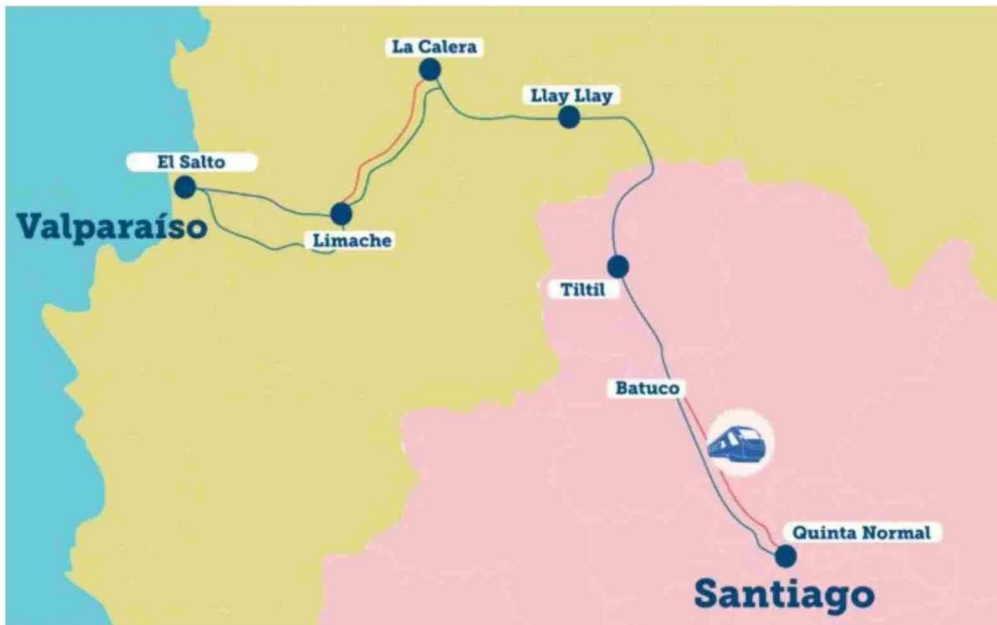 La Calera
Llay Llay
El Salto
Valparaíso
Limache
Tiltil
Batuco
Quinta Normal
Santiago